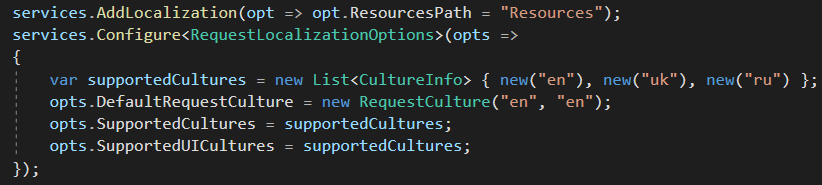 services.AddLocalization(opt => opt.ResourcesPath = "Resources");
services.Configure<RequestLocalizationOptions>(opts =>
{
    var supportedCultures = new List<CultureInfo> { new("en"), new("uk"), new("ru") };
    opts.DefaultRequestCulture = new RequestCulture("en", "en");
    opts.SupportedCultures = supportedCultures;
    opts.SupportedUICultures = supportedCultures;
});